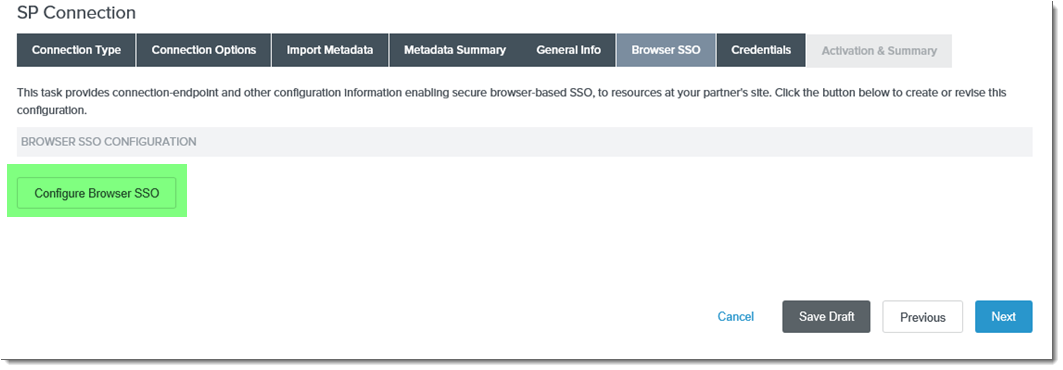 SP Connection
Connection Type Connection Options Import Metadata Metadata Summary General Info Browser SSO Credentials Activation & Summary
This task provides connection-endpoint and other configuration information enabling secure browser-based SSO, to resources at your partner's site. Click the button below to create or revise this
configuration.
BROWSER SSO CONFIGURATION
Configure Browser SSO
Cancel Save Draft Previous Next